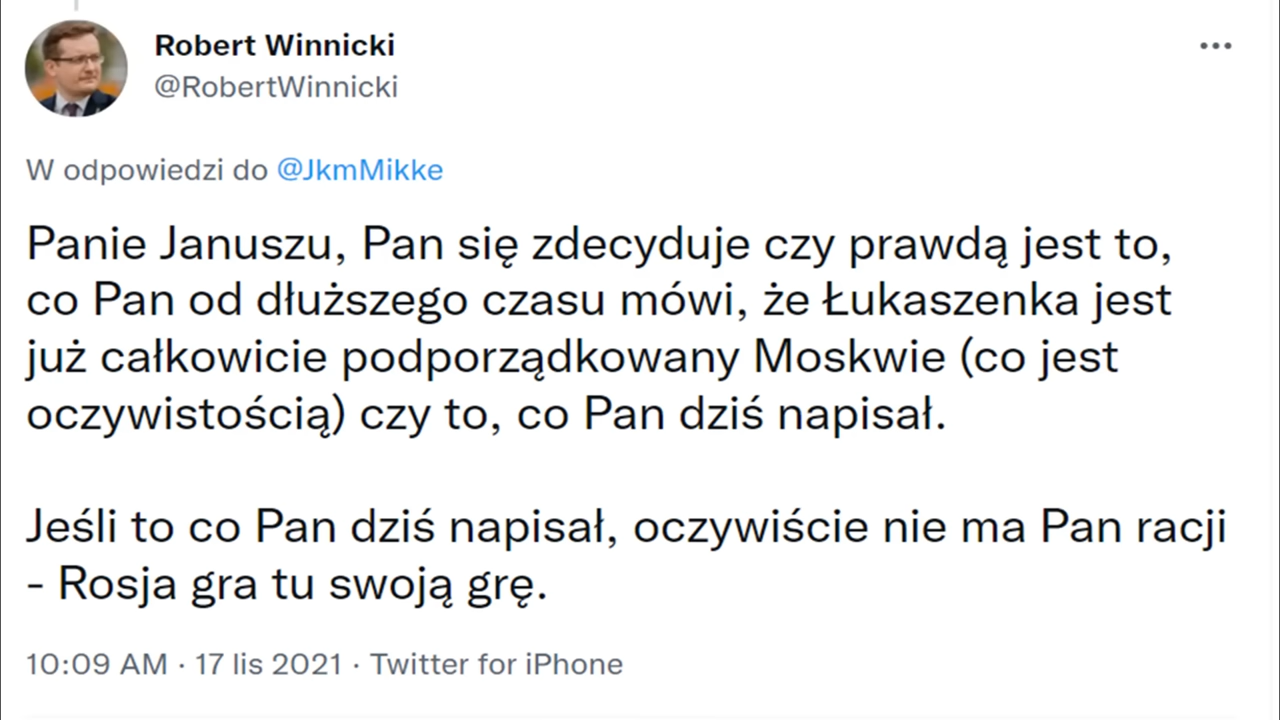 Robert Winnicki
@RobertWinnicki
W odpowiedzi do @JkmMikke
Panie Januszu, Pan się zdecyduje czy prawdą jest to,
co Pan od dłuższego czasu mówi, że Łukaszenka jest
już całkowicie podporządkowany Moskwie (co jest
oczywistością) czy to, co Pan dziś napisał.
Jeśli to co Pan dziś napisał, oczywiście nie ma Pan racji
- Rosja gra tu swoją grę.
10:09 AM · 17 lis 2021 · Twitter for iPhone